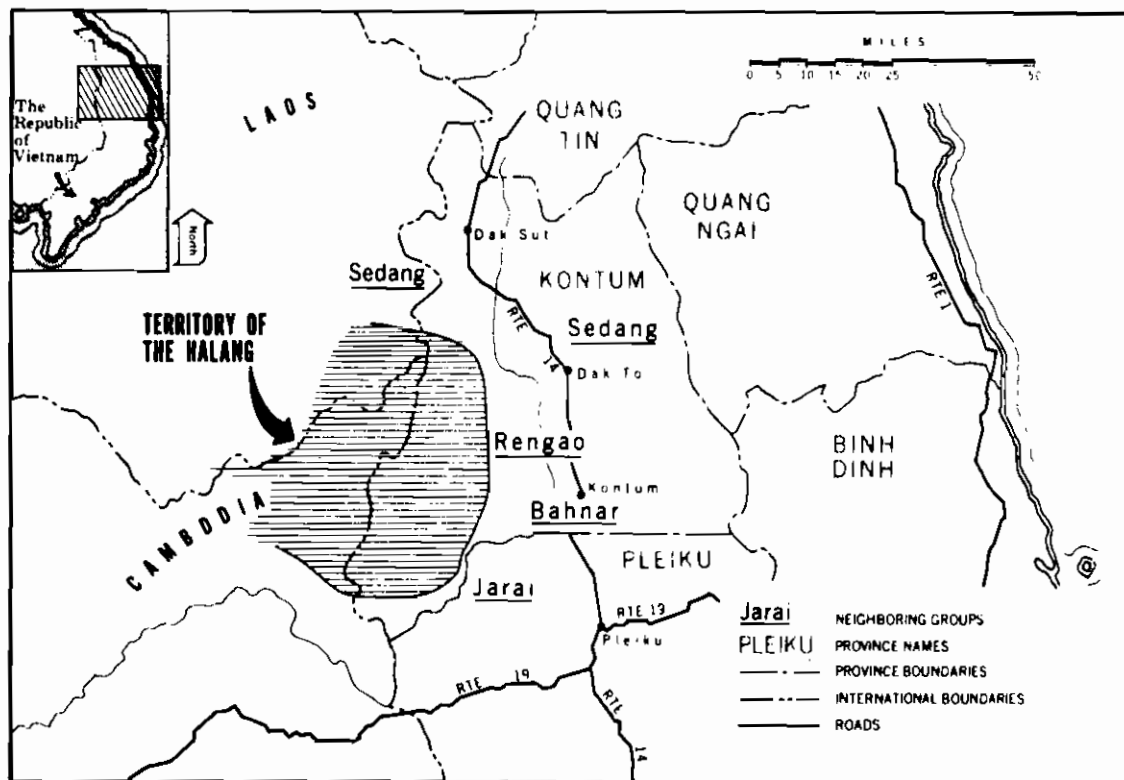 The
Republic
of
Vietnam
North
LAOS
MILES
0 5 10 15 20 25 50
QUANG
TIN
QUANG
NGAI
Dak Sut
KONTUM
Sedang
RTE 14
Sedang
Dak To
RTE 1
TERRITORY OF
THE HALANG
Rengao
BINH
DINH
Kontum
Bahnar
CAMBODIA
PLEIKU
Jarai
RTE 19
Pleiku
RTE 19
RTE 14
Jarai NEIGHBORING GROUPS
PLEIKU PROVINCE NAMES
PROVINCE BOUNDARIES
INTERNATIONAL BOUNDARIES
ROADS